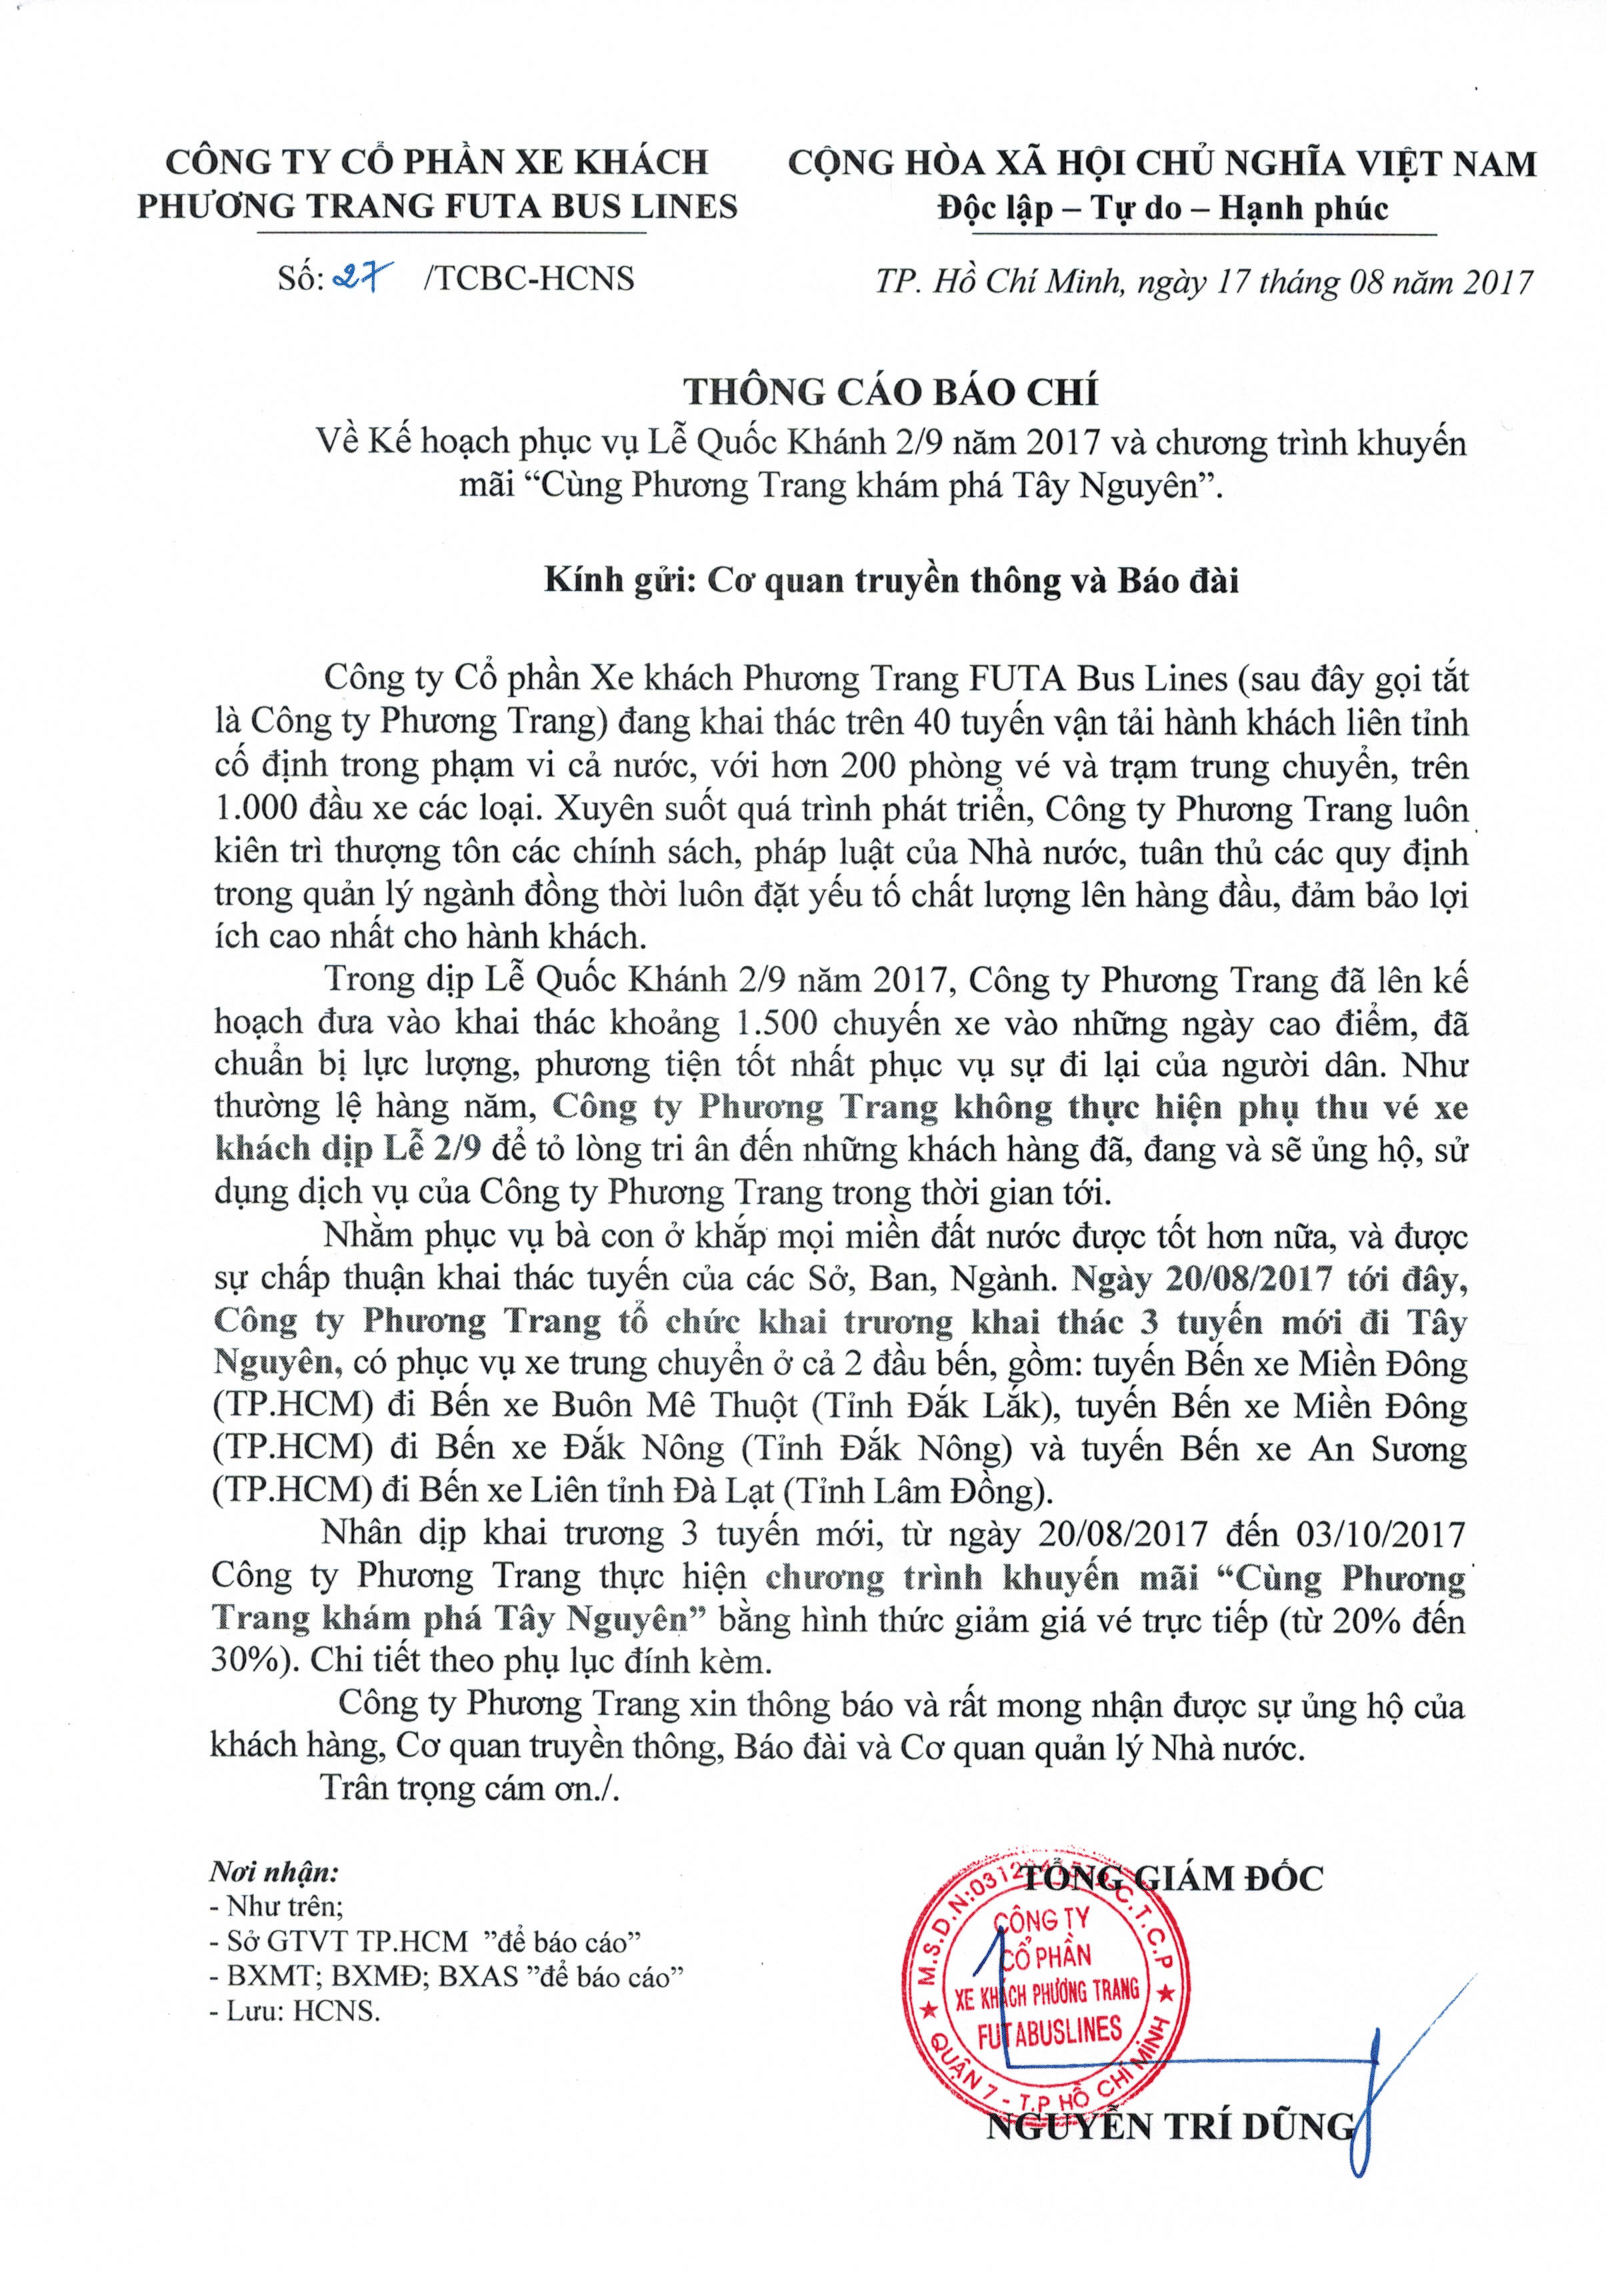 CÔNG TY CỔ PHẦN XE KHÁCH
PHƯƠNG TRANG FUTA BUS LINES
CỘNG HÒA XÃ HỘI CHỦ NGHĨA VIỆT NAM
Độc lập – Tự do – Hạnh phúc
Số: 27 /TCBC-HCNS
TP. Hồ Chí Minh, ngày 17 tháng 08 năm 2017
THÔNG CÁO BÁO CHÍ
Về Kế hoạch phục vụ Lễ Quốc Khánh 2/9 năm 2017 và chương trình khuyến
mãi “Cùng Phương Trang khám phá Tây Nguyên”.
Kính gửi: Cơ quan truyền thông và Báo đài
Công ty Cổ phần Xe khách Phương Trang FUTA Bus Lines (sau đây gọi tắt
là Công ty Phương Trang) đang khai thác trên 40 tuyến vận tải hành khách liên tỉnh
cố định trong phạm vi cả nước, với hơn 200 phòng vé và trạm trung chuyển, trên
1.000 đầu xe các loại. Xuyên suốt quá trình phát triển, Công ty Phương Trang luôn
kiên trì thượng tôn các chính sách, pháp luật của Nhà nước, tuân thủ các quy định
trong quản lý ngành đồng thời luôn đặt yếu tố chất lượng lên hàng đầu, đảm bảo lợi
ích cao nhất cho hành khách.
Trong dịp Lễ Quốc Khánh 2/9 năm 2017, Công ty Phương Trang đã lên kế
hoạch đưa vào khai thác khoảng 1.500 chuyến xe vào những ngày cao điểm, đã
chuẩn bị lực lượng, phương tiện tốt nhất phục vụ sự đi lại của người dân. Như
thường lệ hàng năm, Công ty Phương Trang không thực hiện phụ thu vé xe
khách dịp Lễ 2/9 để tỏ lòng tri ân đến những khách hàng đã, đang và sẽ ủng hộ, sử
dụng dịch vụ của Công ty Phương Trang trong thời gian tới.
Nhằm phục vụ bà con ở khắp mọi miền đất nước được tốt hơn nữa, và được
sự chấp thuận khai thác tuyến của các Sở, Ban, Ngành. Ngày 20/08/2017 tới đây,
Công ty Phương Trang tổ chức khai trương khai thác 3 tuyến mới đi Tây
Nguyên, có phục vụ xe trung chuyển ở cả 2 đầu bến, gồm: tuyến Bến xe Miền Đông
(TP.HCM) đi Bến xe Buôn Mê Thuột (Tỉnh Đắk Lắk), tuyến Bến xe Miền Đông
(TP.HCM) đi Bến xe Đắk Nông (Tỉnh Đắk Nông) và tuyến Bến xe An Sương
(TP.HCM) đi Bến xe Liên tỉnh Đà Lạt (Tỉnh Lâm Đồng).
Nhân dịp khai trương 3 tuyến mới, từ ngày 20/08/2017 đến 03/10/2017
Công ty Phương Trang thực hiện chương trình khuyến mãi “Cùng Phương
Trang khám phá Tây Nguyên” bằng hình thức giảm giá vé trực tiếp (từ 20% đến
30%). Chi tiết theo phụ lục đính kèm.
Công ty Phương Trang xin thông báo và rất mong nhận được sự ủng hộ của
khách hàng, Cơ quan truyền thông, Báo đài và Cơ quan quản lý Nhà nước.
Trân trọng cám ơn./.
Nơi nhận:
- Như trên;
- Sở GTVT TP.HCM ”để báo cáo”
- BXMT; BXMĐ; BXAS ”để báo cáo”
- Lưu: HCNS.
TỔNG GIÁM ĐỐC
C.T.C.P
CÔNG TY
CỔ PHẦN
XE KHÁCH PHƯƠNG TRANG
FUTABUSLINES
QUẬN 7 - T.P HỒ CHÍ MINH
NGUYỄN TRÍ DŨNG